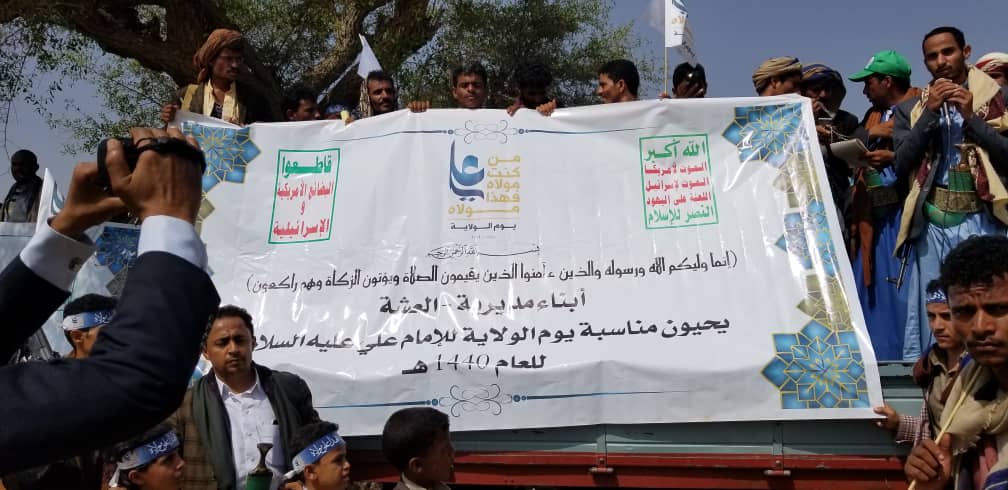 الله أكبر
الموت لأمريكا
الموت لإسرائيل
اللعنة على اليهود
النصر للإسلام
علي
من
كنت
مولاه
فهذا
مولاه
يوم الولاية
قاطعوا
البضائع الأمريكية
و
الإسرائيلية
بسم الله الرحمن الرحيم
(إنما وليكم الله ورسوله والذين ءآمنوا الذين يقيمون الصلاة ويؤتون الزكاة وهم راكعون)
أبناء مديرية - العشة
يحيون مناسبة يوم الولاية للإمام علي عليه السلا
للعام 1440 هـ